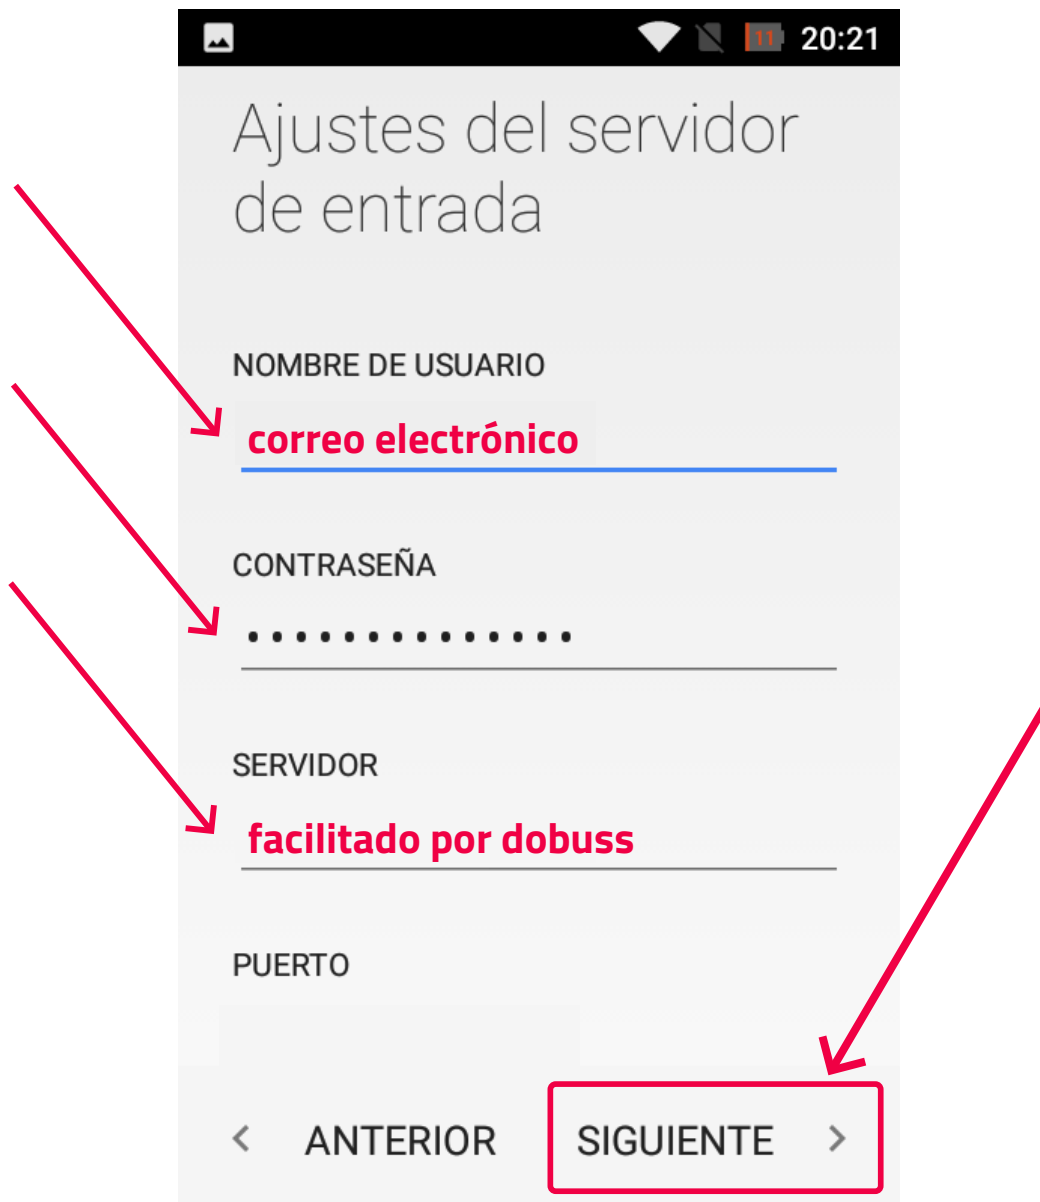 11 20:21
Ajustes del servidor
de entrada
NOMBRE DE USUARIO
correo electrónico
CONTRASEÑA
••••••••••••••
SERVIDOR
facilitado por dobuss
PUERTO
< ANTERIOR SIGUIENTE >